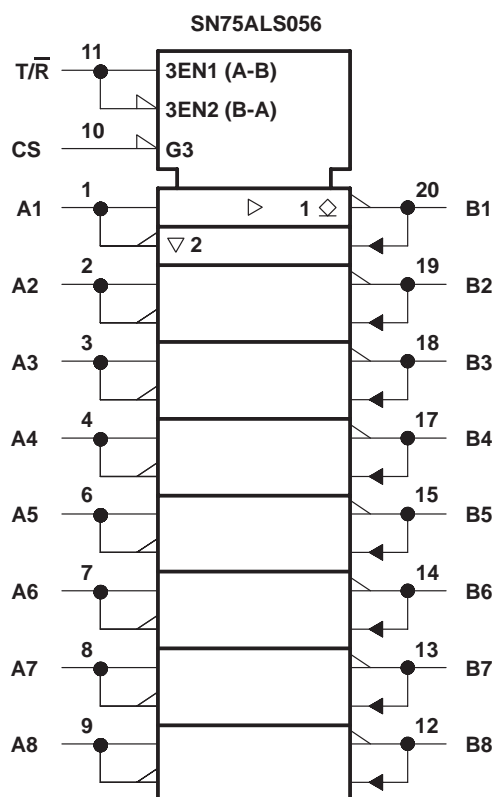 SN75ALS056
T/R̅ 11 3EN1 (A-B)
3EN2 (B-A)
CS 10 G3
A1 1 ▷ 1 20 B1
▽ 2
A2 2 19 B2
A3 3 18 B3
A4 4 17 B4
A5 6 15 B5
A6 7 14 B6
A7 8 13 B7
A8 9 12 B8